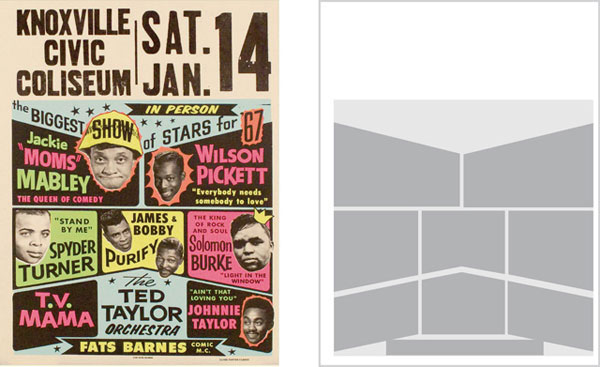 KNOXVILLE
CIVIC
COLISEUM
SAT.
JAN.
14
IN PERSON
the BIGGEST "SHOW" of STARS for '67
Jackie
"MOMS"
MABLEY
THE QUEEN OF COMEDY
WILSON
PICKETT
"Everybody needs
somebody to love"
"STAND
BY ME"
SPYDER
TURNER
JAMES &
BOBBY
PURIFY
THE KING
OF ROCK
AND SOUL
Solomon
BURKE
"LIGHT IN THE
WINDOW"
T.V.
MAMA
the
TED
TAYLOR
ORCHESTRA
"AIN'T THAT
LOVING YOU"
JOHNNIE
TAYLOR
FATS BARNES COMIC
M.C.